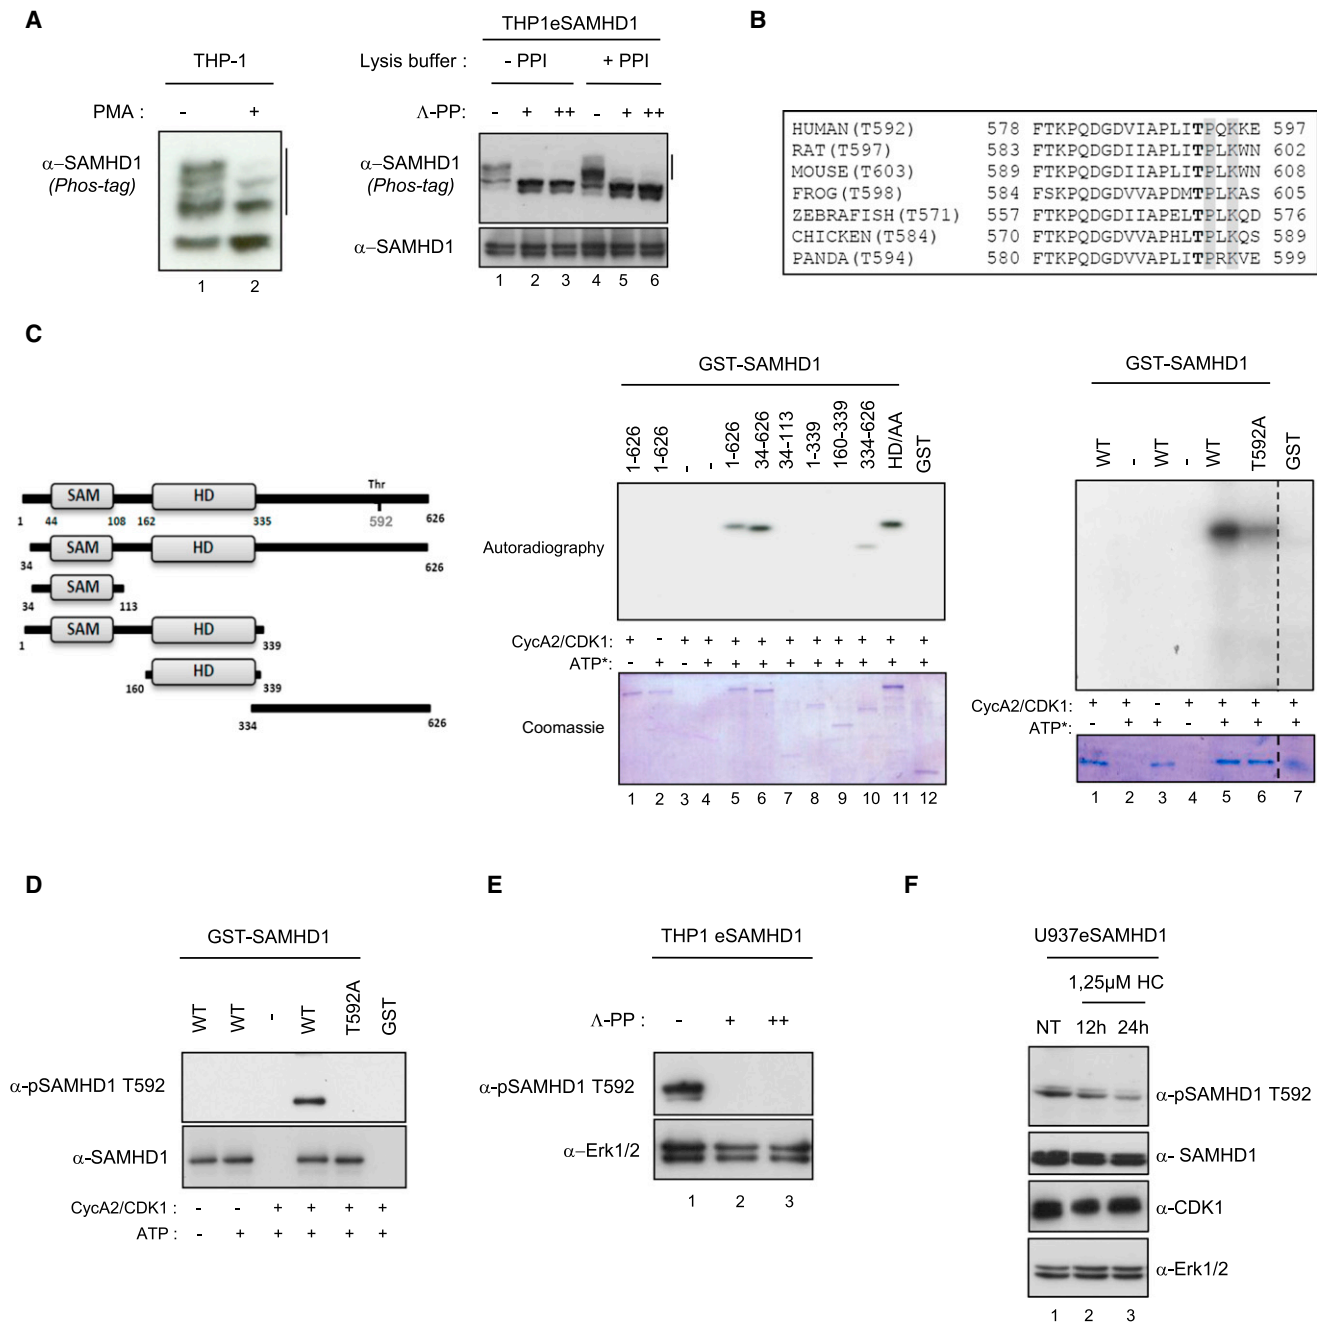 A
THP-1
PMA :
- +
α–SAMHD1
(Phos-tag)
1 2
THP1eSAMHD1
Lysis buffer : - PPI + PPI
Λ-PP: - + ++ - + ++
α–SAMHD1
(Phos-tag)
α–SAMHD1
1 2 3 4 5 6
B
HUMAN(T592) 578 FTKPQDGDVIAPLITPQKKE 597
RAT(T597) 583 FTKPQDGDIIAPLITPLKWN 602
MOUSE(T603) 589 FTKPQDGDIIAPLITPLKWN 608
FROG(T598) 584 FSKPQDGDVVAPDMTPLKAS 605
ZEBRAFISH(T571) 557 FTKPQDGDIIAPELTPLKQD 576
CHICKEN(T584) 570 FTKPQDGDVVAPHLTPLKQS 589
PANDA(T594) 580 FTKPQDGDVVAPLITPRKVE 599
C
SAM HD Thr
1 44 108 162 335 592 626
SAM HD
34 626
SAM
34 113
SAM HD
1 339
HD
160 339
334 626
GST-SAMHD1
1-626 1-626 - - 1-626 34-626 34-113 1-339 160-339 334-626 HD/AA GST
Autoradiography
CycA2/CDK1: + - + - + + + + + + + +
ATP*: - + - + + + + + + + + +
Coomassie
1 2 3 4 5 6 7 8 9 10 11 12
GST-SAMHD1
WT - WT - WT T592A GST
CycA2/CDK1: + + - + + + +
ATP*: - + + - + + +
1 2 3 4 5 6 7
D
GST-SAMHD1
WT WT - WT T592A GST
α-pSAMHD1 T592
α-SAMHD1
CycA2/CDK1 : - - + + + +
ATP : - + + + + +
E
THP1 eSAMHD1
Λ-PP : - + ++
α-pSAMHD1 T592
α–Erk1/2
1 2 3
F
U937eSAMHD1
1,25µM HC
NT 12h 24h
α-pSAMHD1 T592
α- SAMHD1
α-CDK1
α-Erk1/2
1 2 3